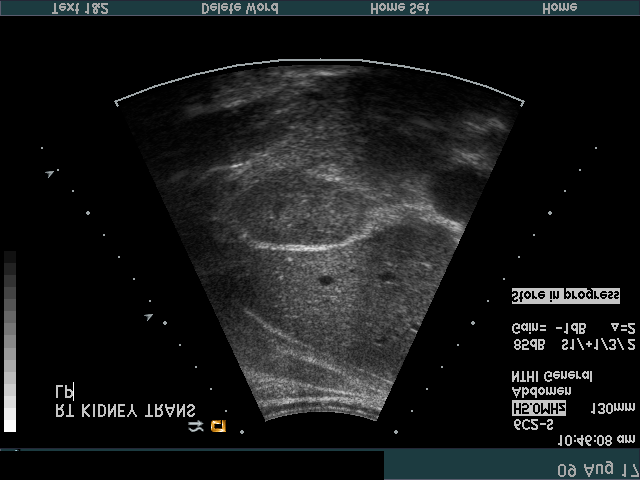 09 Aug 17
10:46:08 am
6C2-S
H5.0MHz 130mm
Abdomen
NTHI General
85dB S1/+1/3/2
Gain= -1dB Δ=2
Store in progress
RT KIDNEY TRANS
LP
Text 1&2 Delete Word Home Set Home